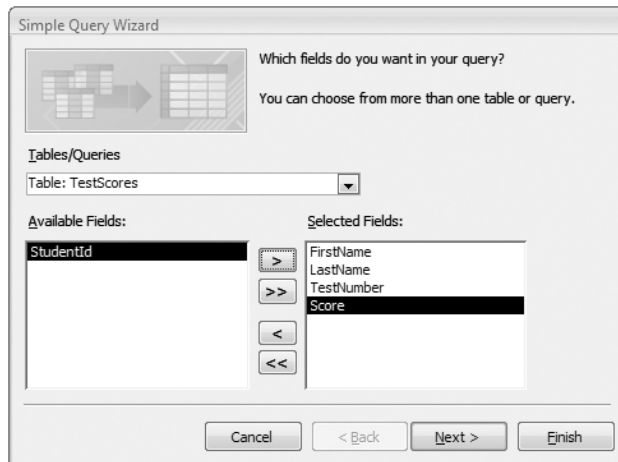 Simple Query Wizard
Which fields do you want in your query?
You can choose from more than one table or query.
Tables/Queries
Table: TestScores
Available Fields:
Selected Fields:
StudentId
>
>>
<
<<
FirstName
LastName
TestNumber
Score
Cancel
< Back
Next >
Finish